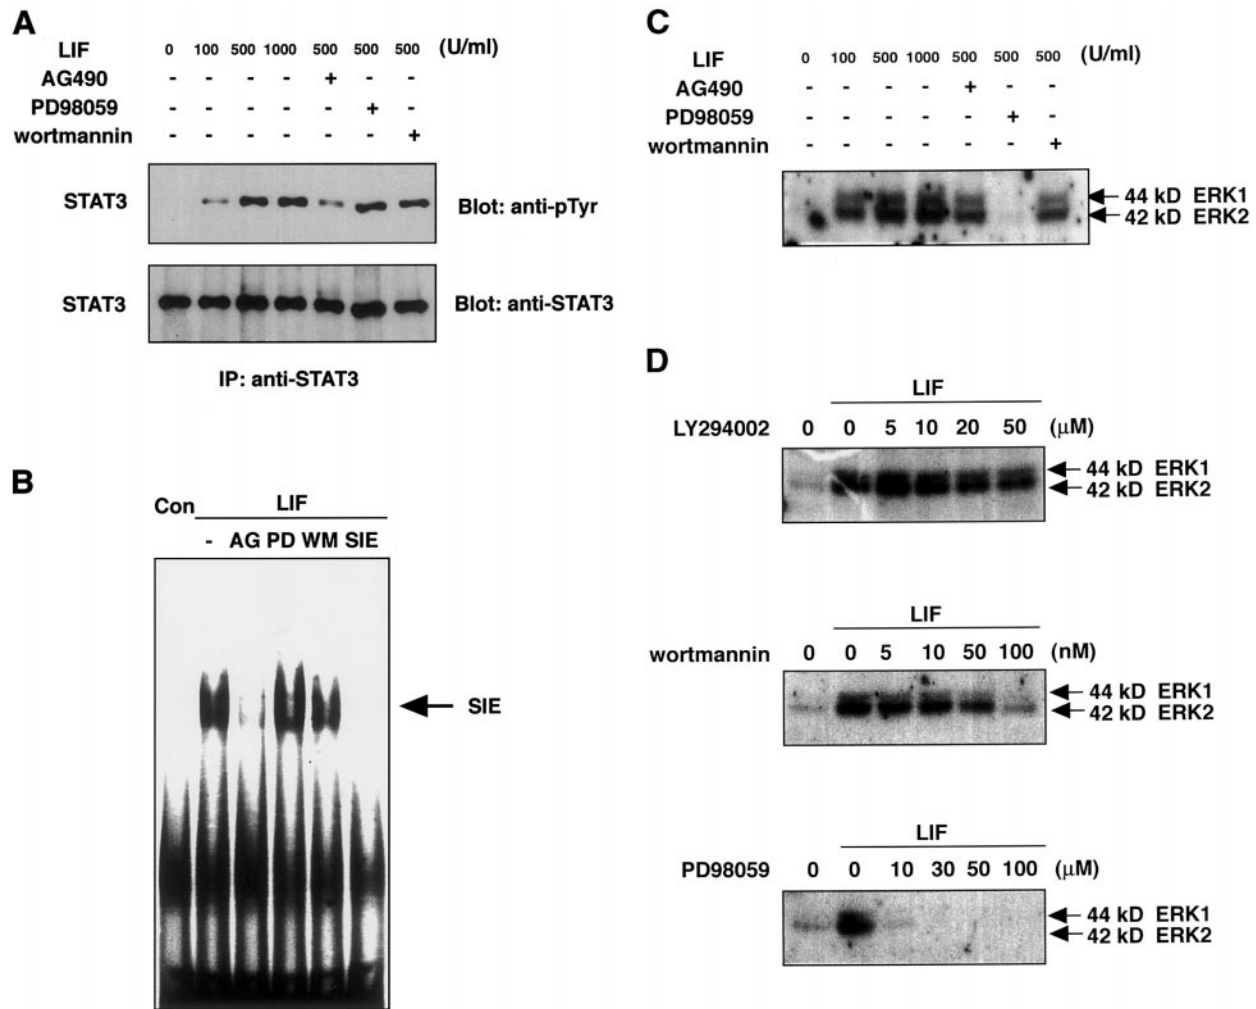 A
LIF 0 100 500 1000 500 500 500 (U/ml)
AG490 - - - - + - -
PD98059 - - - - - + -
wortmannin - - - - - - +
STAT3 Blot: anti-pTyr
STAT3 Blot: anti-STAT3
IP: anti-STAT3
B
Con LIF
- AG PD WM SIE
SIE
C
LIF 0 100 500 1000 500 500 500 (U/ml)
AG490 - - - - + - -
PD98059 - - - - - + -
wortmannin - - - - - - +
44 kD ERK1
42 kD ERK2
D
LIF
LY294002 0 0 5 10 20 50 (μM)
44 kD ERK1
42 kD ERK2
LIF
wortmannin 0 0 5 10 50 100 (nM)
44 kD ERK1
42 kD ERK2
LIF
PD98059 0 0 10 30 50 100 (μM)
44 kD ERK1
42 kD ERK2